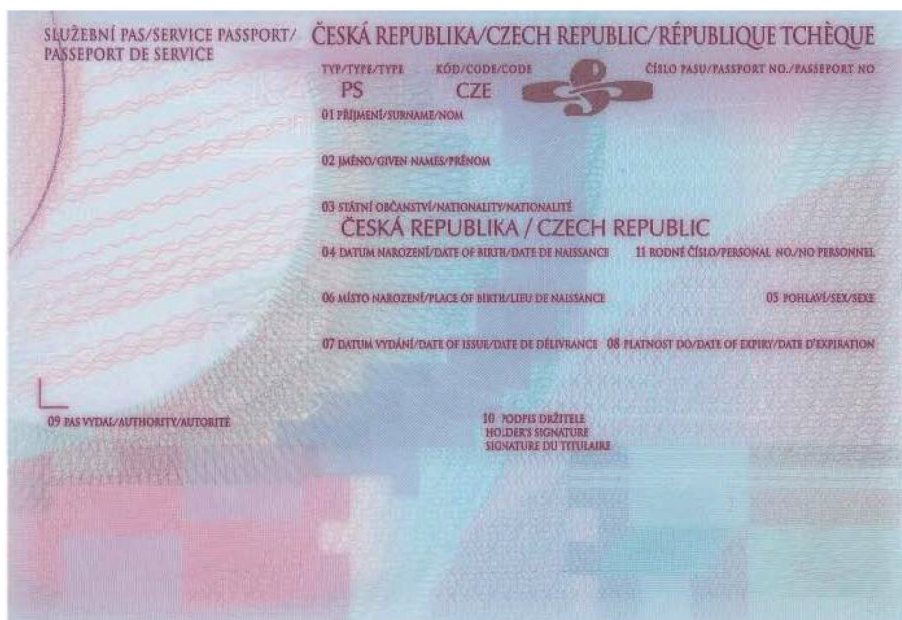 SLUŽEBNÍ PAS/SERVICE PASSPORT/
PASSEPORT DE SERVICE
ČESKÁ REPUBLIKA/CZECH REPUBLIC/RÉPUBLIQUE TCHÈQUE
TYP/TYPE/TYPE KÓD/CODE/CODE ČÍSLO PASU/PASSPORT NO./PASSEPORT NO
PS CZE
01 PŘÍJMENÍ/SURNAME/NOM
02 JMÉNO/GIVEN NAMES/PRÉNOM
03 STÁTNÍ OBČANSTVÍ/NATIONALITY/NATIONALITÉ
ČESKÁ REPUBLIKA / CZECH REPUBLIC
04 DATUM NAROZENÍ/DATE OF BIRTH/DATE DE NAISSANCE 11 RODNÉ ČÍSLO/PERSONAL NO./NO PERSONNEL
06 MÍSTO NAROZENÍ/PLACE OF BIRTH/LIEU DE NAISSANCE 05 POHLAVÍ/SEX/SEXE
07 DATUM VYDÁNÍ/DATE OF ISSUE/DATE DE DÉLIVRANCE 08 PLATNOST DO/DATE OF EXPIRY/DATE D'EXPIRATION
09 PAS VYDAL/AUTHORITY/AUTORITÉ
10 PODPIS DRŽITELE
HOLDER'S SIGNATURE
SIGNATURE DU TITULAIRE